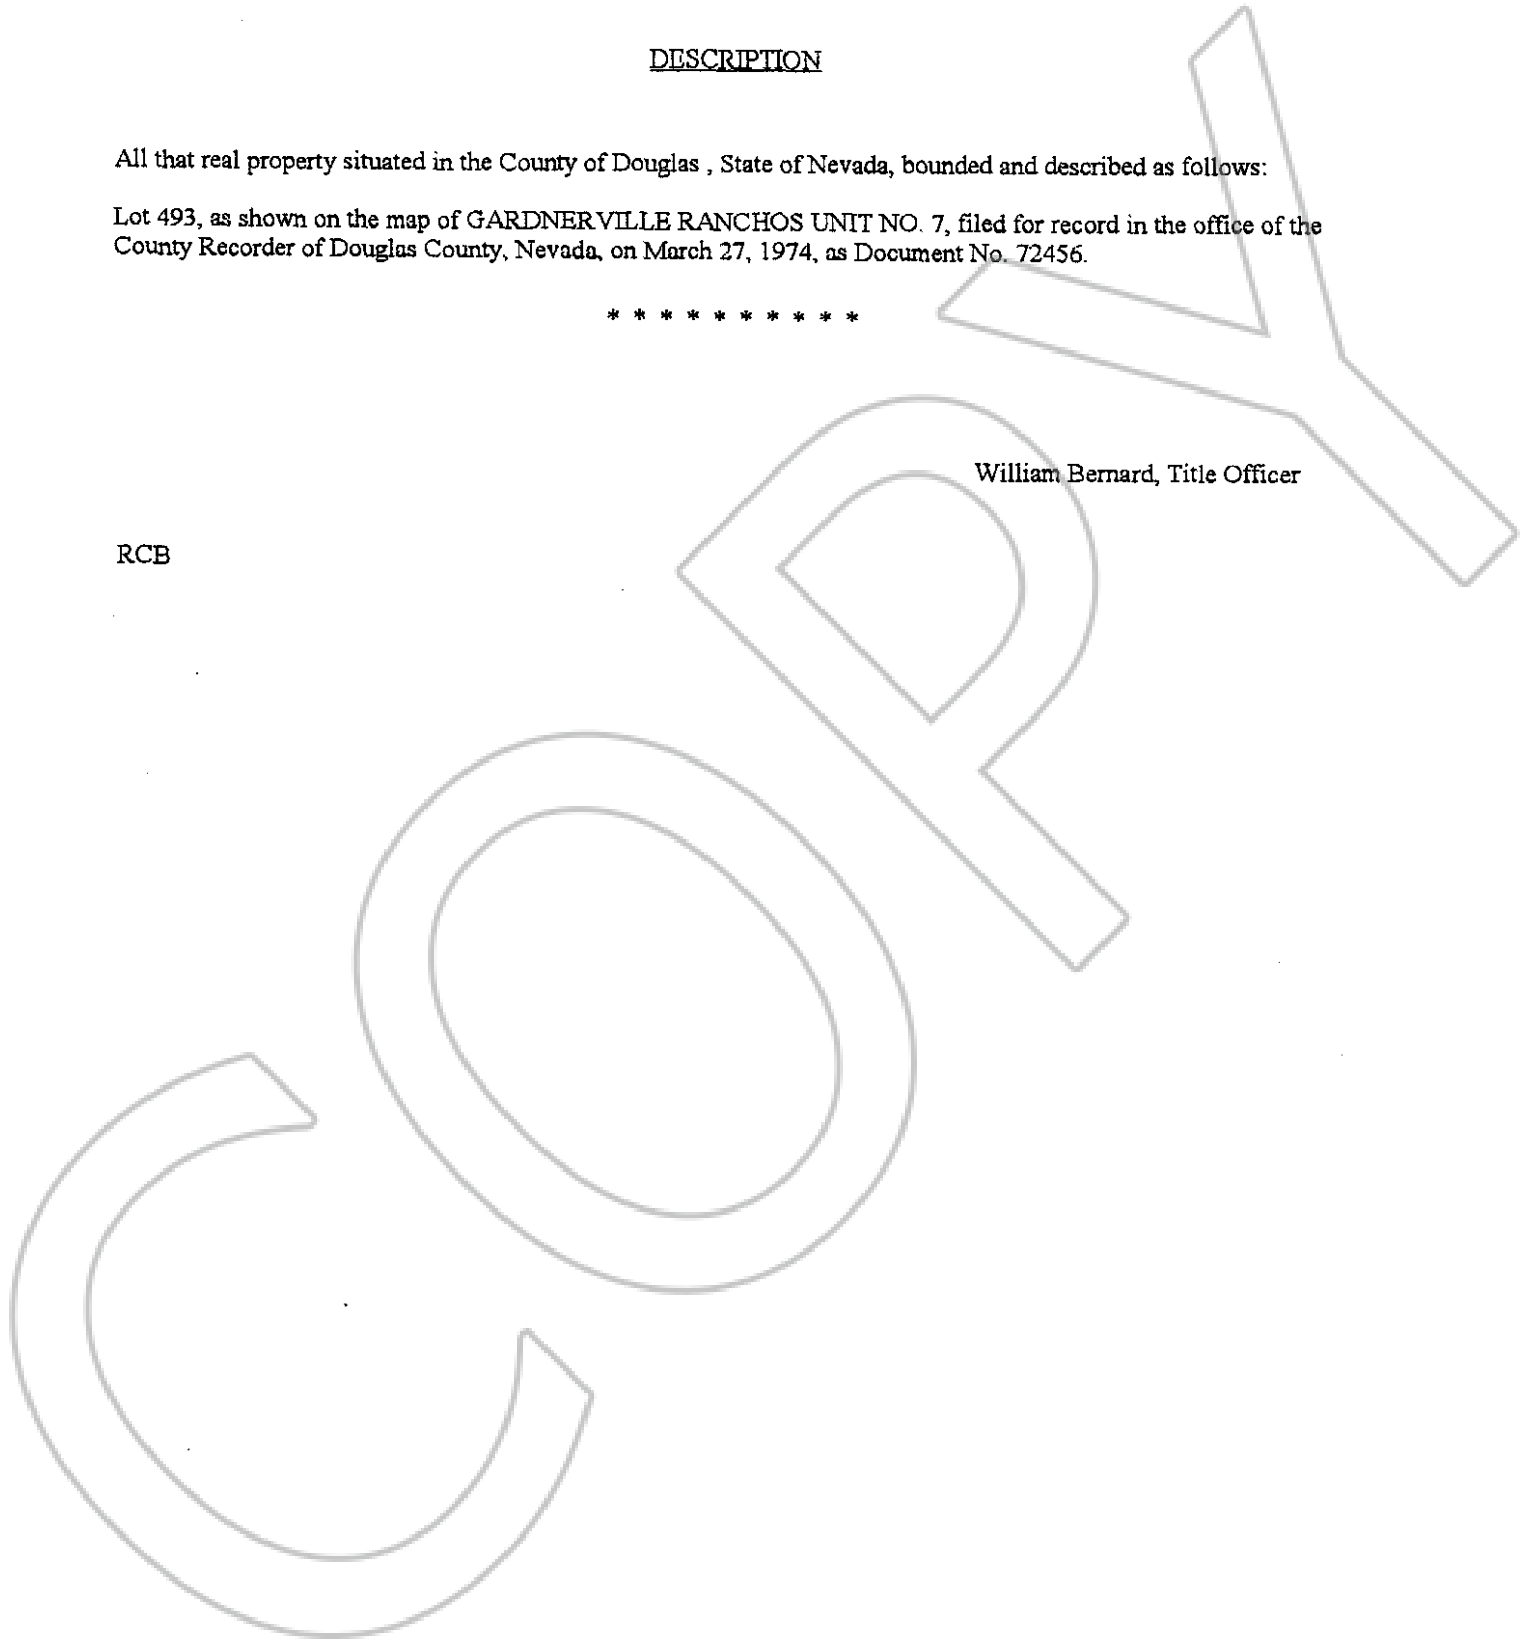 DESCRIPTION
All that real property situated in the County of Douglas , State of Nevada, bounded and described as follows:
Lot 493, as shown on the map of GARDNERVILLE RANCHOS UNIT NO. 7, filed for record in the office of the
County Recorder of Douglas County, Nevada, on March 27, 1974, as Document No. 72456.
* * * * * * * * * *
William Bernard, Title Officer
RCB
COPY